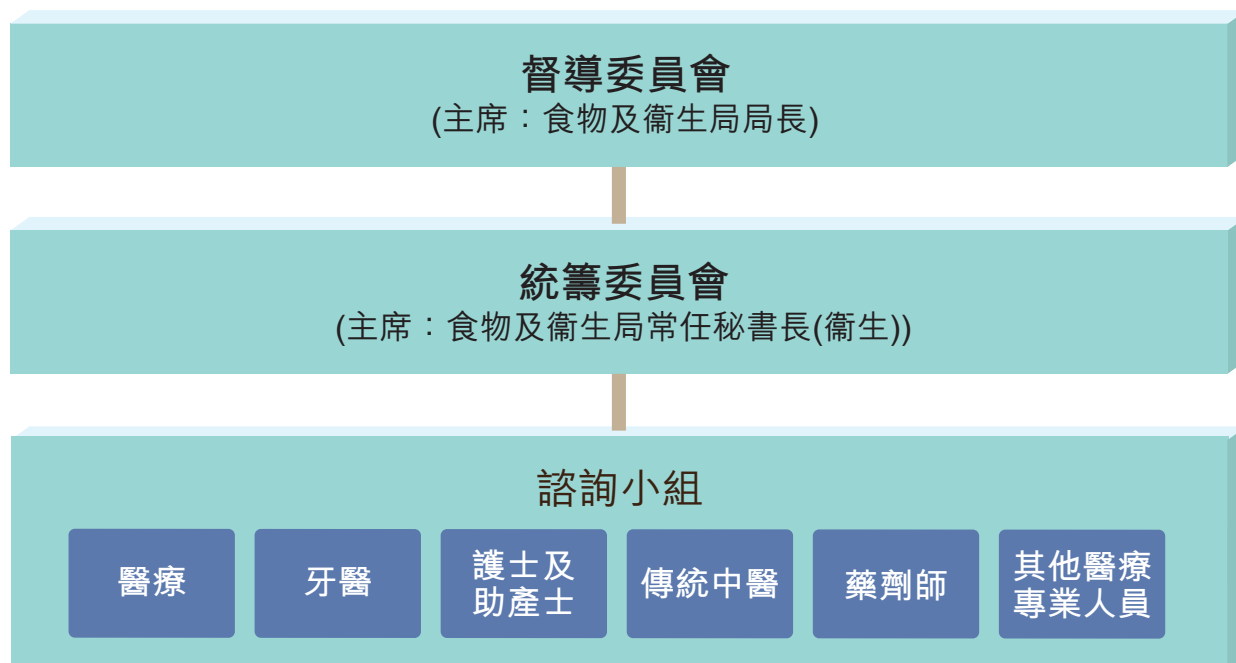 督導委員會
(主席：食物及衞生局局長)
統籌委員會
(主席：食物及衞生局常任秘書長(衞生))
諮詢小組
醫療
牙醫
護士及
助產士
傳統中醫
藥劑師
其他醫療
專業人員